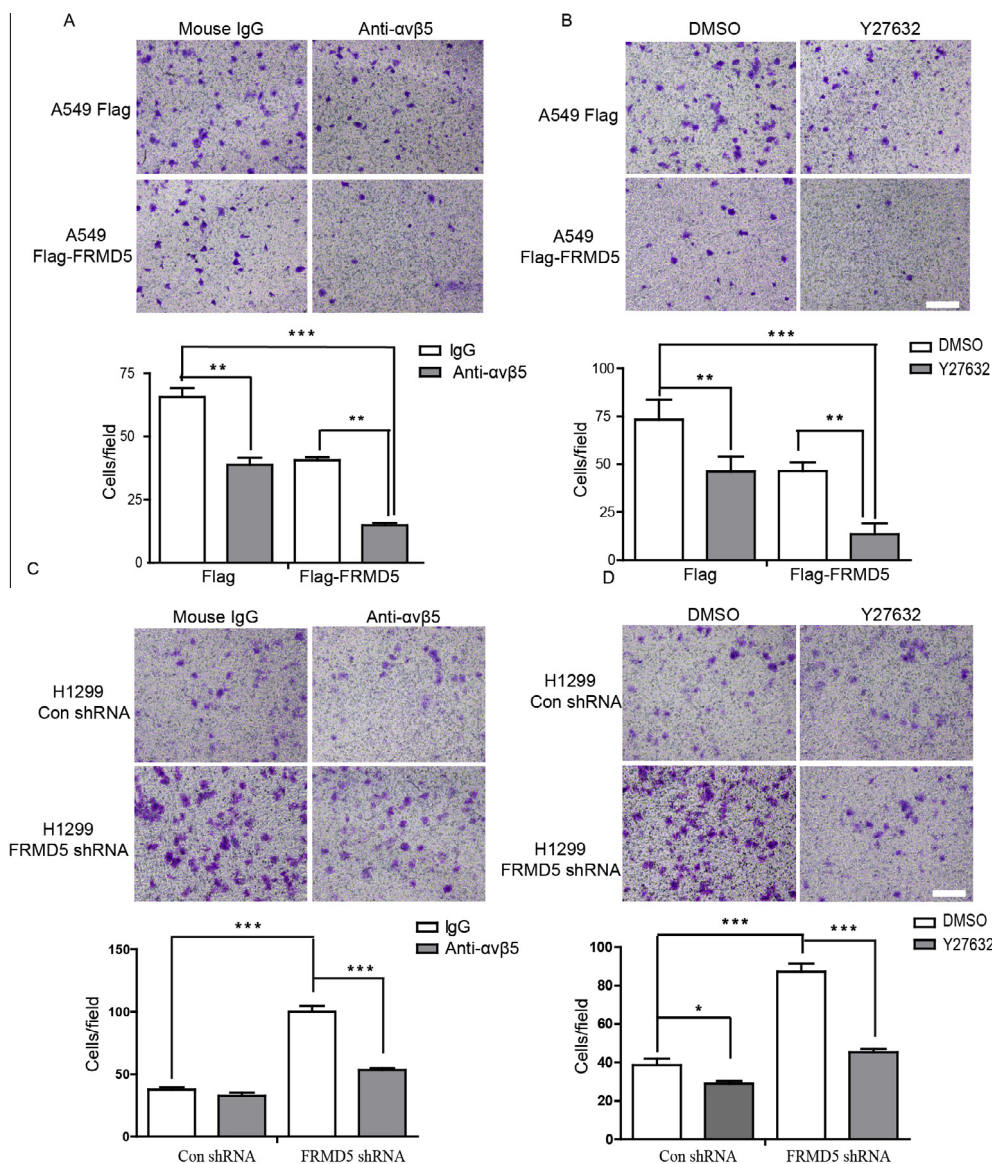 A
Mouse IgG Anti-αvβ5
A549 Flag
A549
Flag-FRMD5
***
IgG
Anti-αvβ5
**
**
75
50
25
0
Cells/field
Flag Flag-FRMD5
B
DMSO Y27632
A549 Flag
A549
Flag-FRMD5
***
DMSO
Y27632
**
**
100
75
50
25
0
Cells/field
Flag Flag-FRMD5
C
Mouse IgG Anti-αvβ5
H1299
Con shRNA
H1299
FRMD5 shRNA
IgG
Anti-αvβ5
***
***
150
100
50
0
Cells/field
Con shRNA FRMD5 shRNA
D
DMSO Y27632
H1299
Con shRNA
H1299
FRMD5 shRNA
DMSO
Y27632
***
***
*
100
80
60
40
20
0
Cells/field
Con shRNA FRMD5 shRNA